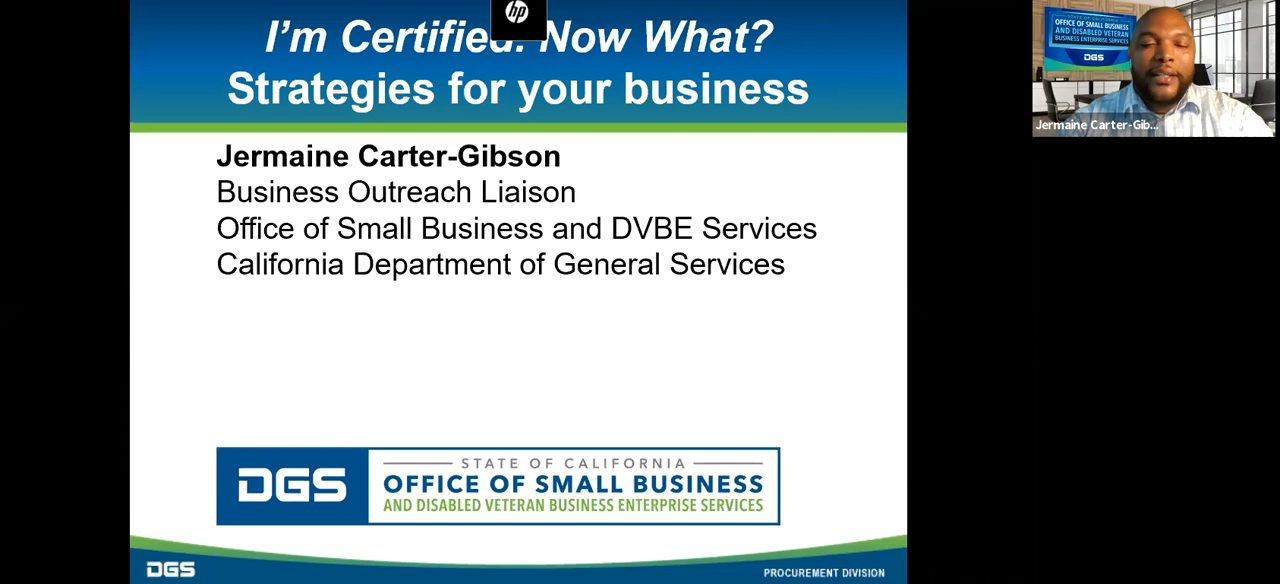 I'm Certified. Now What?
Strategies for your business
Jermaine Carter-Gibson
Business Outreach Liaison
Office of Small Business and DVBE Services
California Department of General Services
DGS
STATE OF CALIFORNIA
OFFICE OF SMALL BUSINESS
AND DISABLED VETERAN BUSINESS ENTERPRISE SERVICES
DGS
PROCUREMENT DIVISION
hp
STATE OF CALIFORNIA
OFFICE OF SMALL BUSINESS
AND DISABLED VETERAN
BUSINESS ENTERPRISE SERVICES
DGS
Jermaine Carter-Gib...